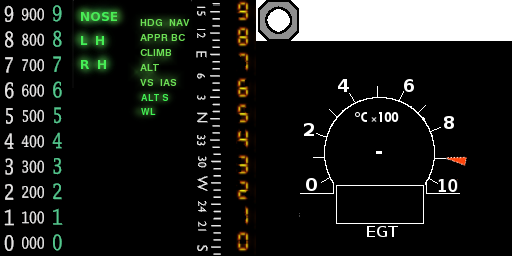 9 900 9
8 800 8
7 700 7
6 600 6
5 500 5
4 400 4
3 300 3
2 200 2
1 100 1
0 000 0
NOSE
L H
R H
HDG NAV
APPR BC
CLIMB
ALT
VS IAS
ALTS
WL
15
12
E
6
3
N
33
30
W
24
21
S
9
8
7
6
5
4
3
2
1
0
4 6
2 8
0 10
°C ×100
-
EGT